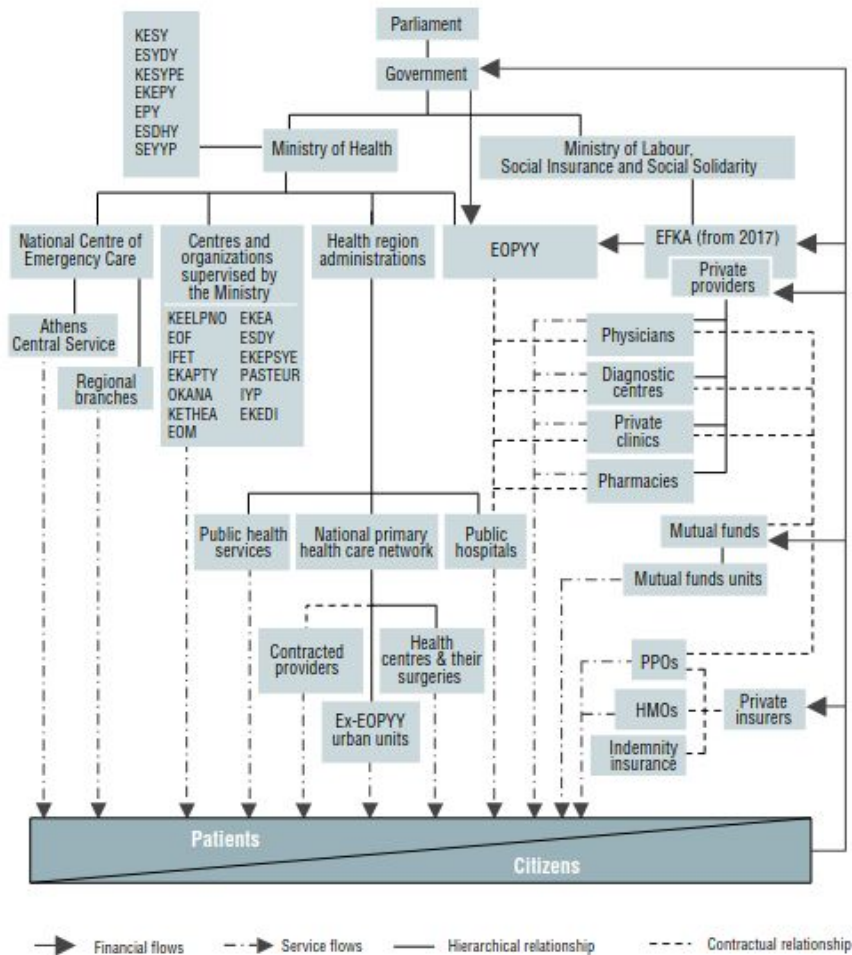 KESY
ESYDY
KESYPE
EKEPY
EPY
ESDHY
SEYYP
Parliament
Government
Ministry of Health
Ministry of Labour,
Social Insurance and Social Solidarity
National Centre of
Emergency Care
Centres and
organizations
supervised by
the Ministry
Health region
administrations
EOPYY
EFKA (from 2017)
Private
providers
Athens
Central Service
Regional
branches
KEELPNO EKEA
EOF ESDY
IFET EKEPSYE
EKAPTY PASTEUR
OKANA IYP
KETHEA EKEDI
EOM
Physicians
Diagnostic
centres
Private
clinics
Pharmacies
Public health
services
National primary
health care network
Public
hospitals
Mutual funds
Mutual funds units
Contracted
providers
Health
centres & their
surgeries
Ex-EOPYY
urban units
PPOs
HMOs
Indemnity
insurance
Private
insurers
Patients
Citizens
Financial flows Service flows Hierarchical relationship Contractual relationship